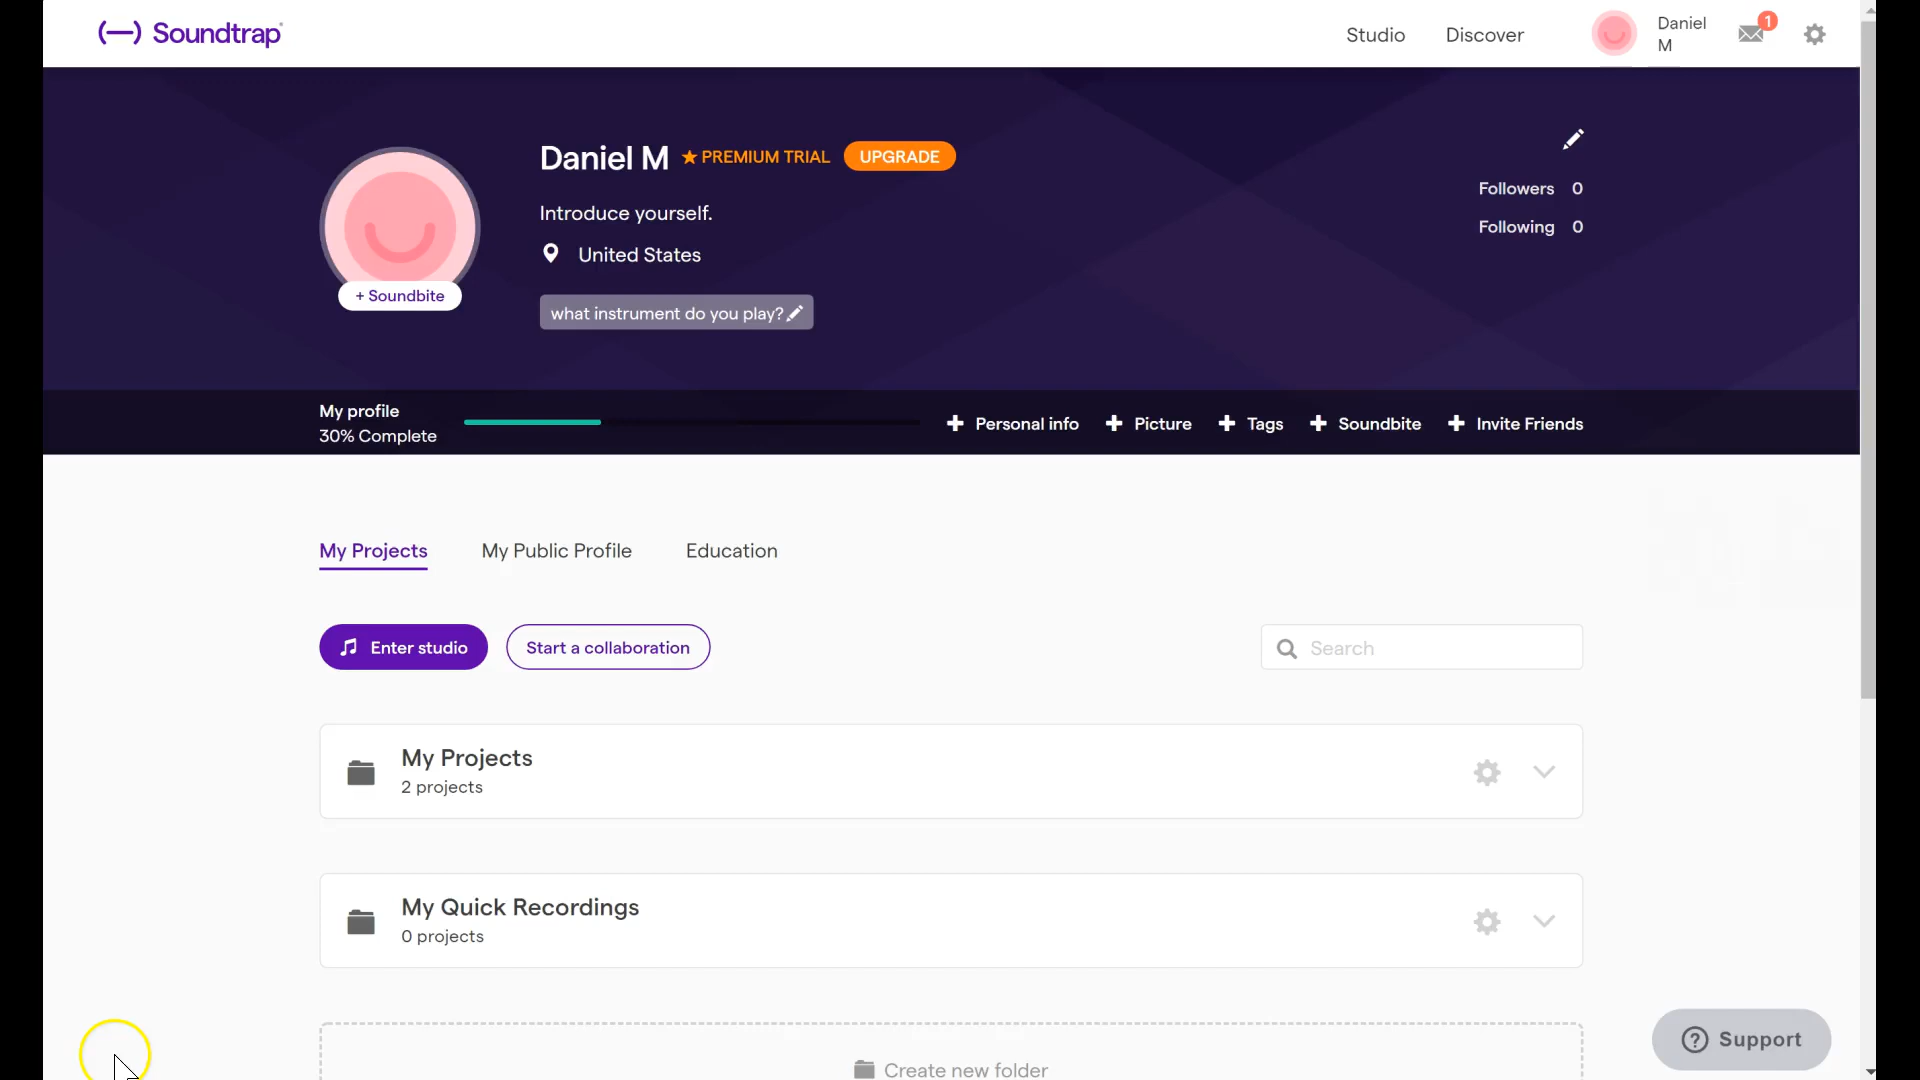 Soundtrap
Studio
Discover
Daniel
M
1
Daniel M
PREMIUM TRIAL
UPGRADE
Introduce yourself.
United States
+ Soundbite
what instrument do you play?
Followers 0
Following 0
My profile
30% Complete
Personal info
Picture
Tags
Soundbite
Invite Friends
My Projects
My Public Profile
Education
Enter studio
Start a collaboration
Search
My Projects
2 projects
My Quick Recordings
0 projects
Create new folder
? Support